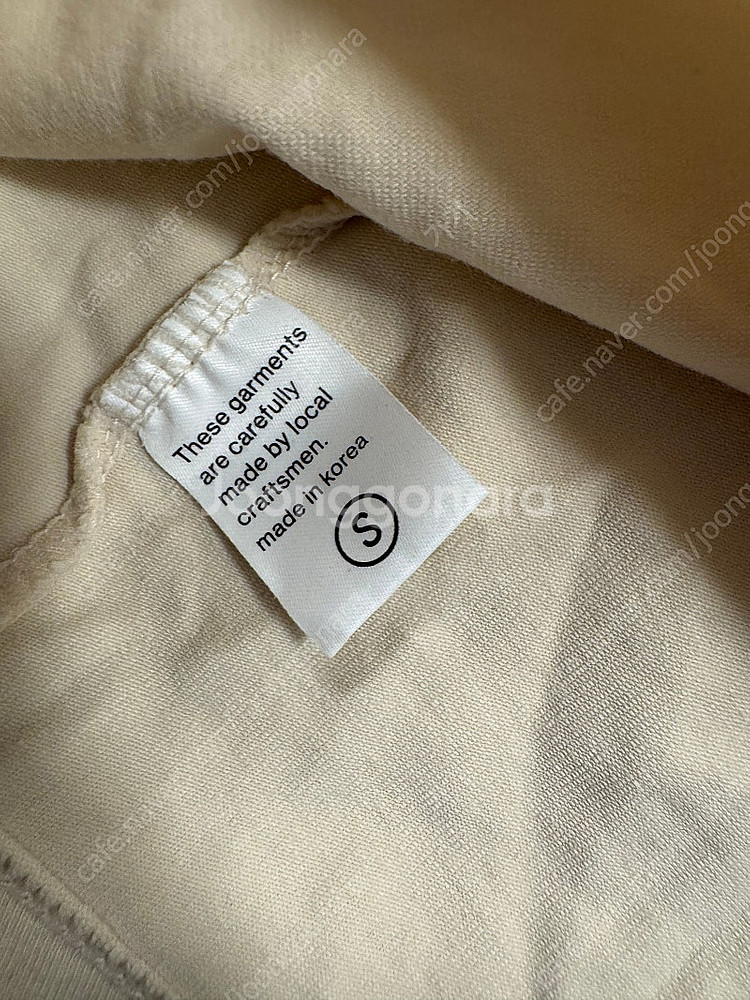 These garments
are carefully
made by local
craftsmen.
made in korea
S
Joonggonara
cafe.naver.com/joonggonara
cafe.naver.com/joonggonara
cafe.naver.com/joonggonara